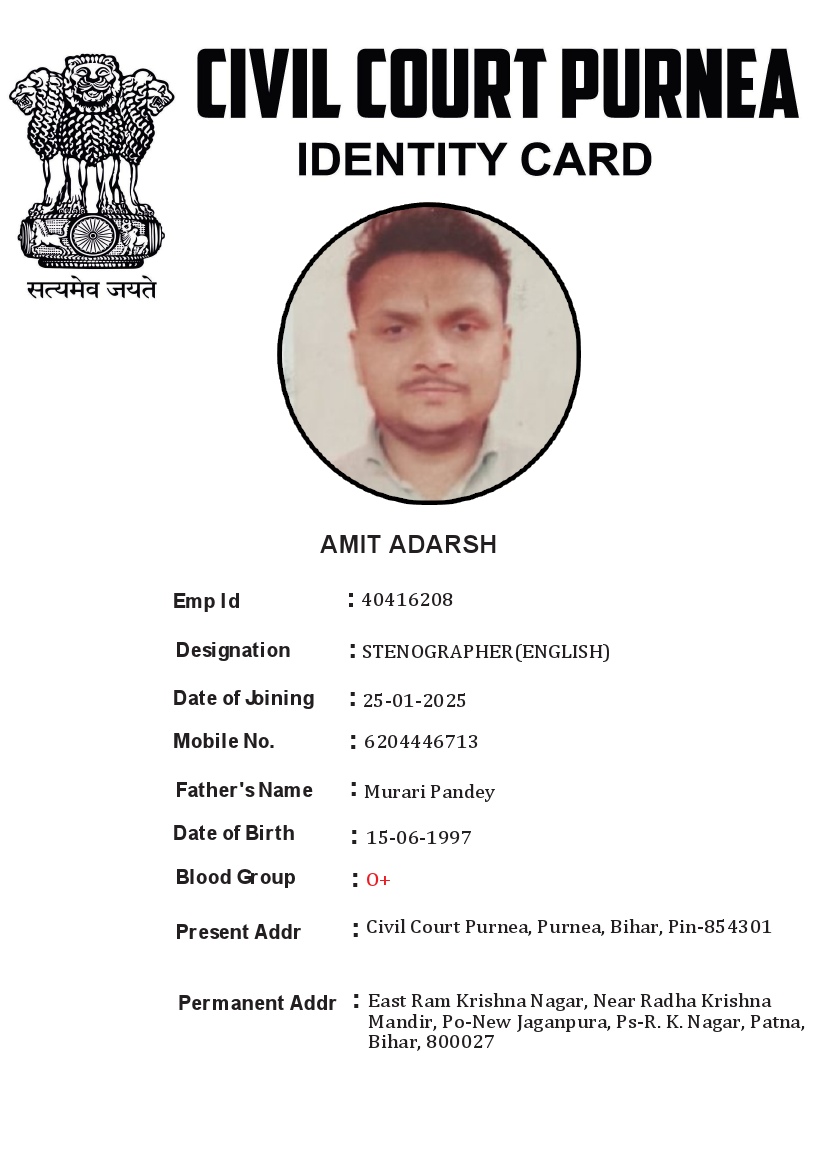 CIVIL COURT PURNEA
IDENTITY CARD
सत्यमेव जयते
AMIT ADARSH
Emp Id : 40416208
Designation : STENOGRAPHER(ENGLISH)
Date of Joining : 25-01-2025
Mobile No. : 6204446713
Father's Name : Murari Pandey
Date of Birth : 15-06-1997
Blood Group : O+
Present Addr : Civil Court Purnea, Purnea, Bihar, Pin-854301
Permanent Addr : East Ram Krishna Nagar, Near Radha Krishna
Mandir, Po-New Jaganpura, Ps-R. K. Nagar, Patna,
Bihar, 800027